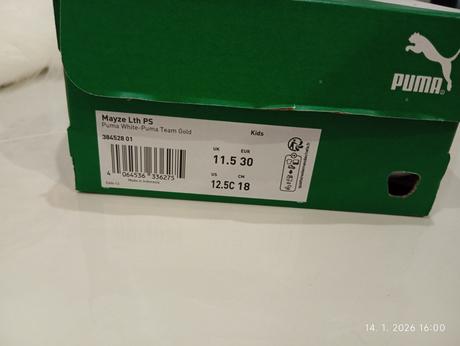 PUMA
Mayze Lth PS
Puma White-Puma Team Gold
384528 01
Kids
UK EUR
11.5 30
US CM
12.5C 18
4 064536 336275
Made in Indonesia
14. 1. 2026 16:00